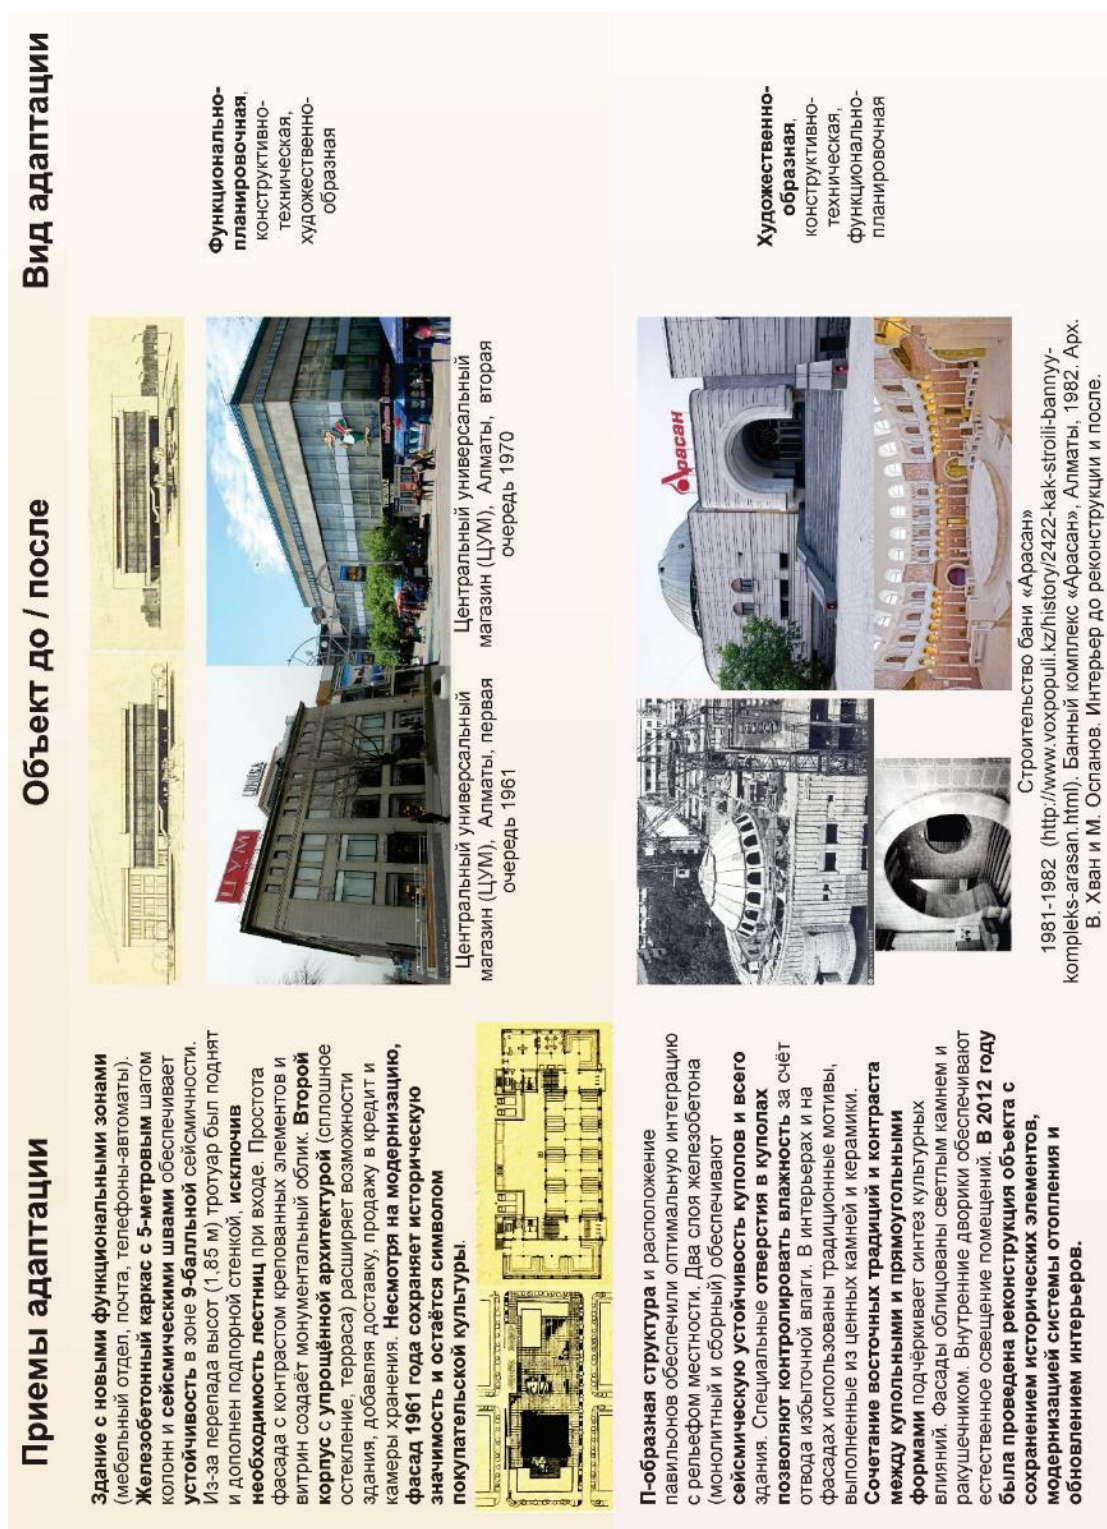 Приемы адаптации
Объект до / после
Вид адаптации
Здание с новыми функциональными зонами
(мебельный отдел, почта, телефоны-автоматы).
Железобетонный каркас с 5-метровым шагом
колонн и сейсмическими швами обеспечивает
устойчивость в зоне 9-балльной сейсмичности.
Из-за перепада высот (1,85 м) тротуар был поднят
и дополнен подпорной стенкой, исключив
необходимость лестниц при входе. Простота
фасада с контрастом крепованных элементов и
витрин создаёт монументальный облик. Второй
корпус с упрощённой архитектурой (сплошное
остекление, терраса) расширяет возможности
здания, добавляя доставку, продажу в кредит и
камеры хранения. Несмотря на модернизацию,
фасад 1961 года сохраняет историческую
значимость и остаётся символом
покупательской культуры.
ЦУМ
Центральный универсальный
магазин (ЦУМ), Алматы, первая
очередь 1961
Центральный универсальный
магазин (ЦУМ), Алматы, вторая
очередь 1970
Функционально-
планировочная,
конструктивно-
техническая,
художественно-
образная
П-образная структура и расположение
павильонов обеспечили оптимальную интеграцию
с рельефом местности. Два слоя железобетона
(монолитный и сборный) обеспечивают
сейсмическую устойчивость куполов и всего
здания. Специальные отверстия в куполах
позволяют контролировать влажность за счёт
отвода избыточной влаги. В интерьерах и на
фасадах использованы традиционные мотивы,
выполненные из ценных камней и керамики.
Сочетание восточных традиций и контраста
между купольными и прямоугольными
формами подчёркивает синтез культурных
влияний. Фасады облицованы светлым камнем и
ракушечником. Внутренние дворики обеспечивают
естественное освещение помещений. В 2012 году
была проведена реконструкция объекта с
сохранением исторических элементов,
модернизацией системы отопления и
обновлением интерьеров.
Арасан
Строительство бани «Арасан»
1981-1982 (http://www.voxpopuli.kz/history/2422-kak-stroili-bannyy-
kompleks-arasan.html). Банный комплекс «Арасан», Алматы, 1982. Арх.
В. Хван и М. Оспанов. Интерьер до реконструкции и после.
Художественно-
образная,
конструктивно-
техническая,
функционально-
планировочная